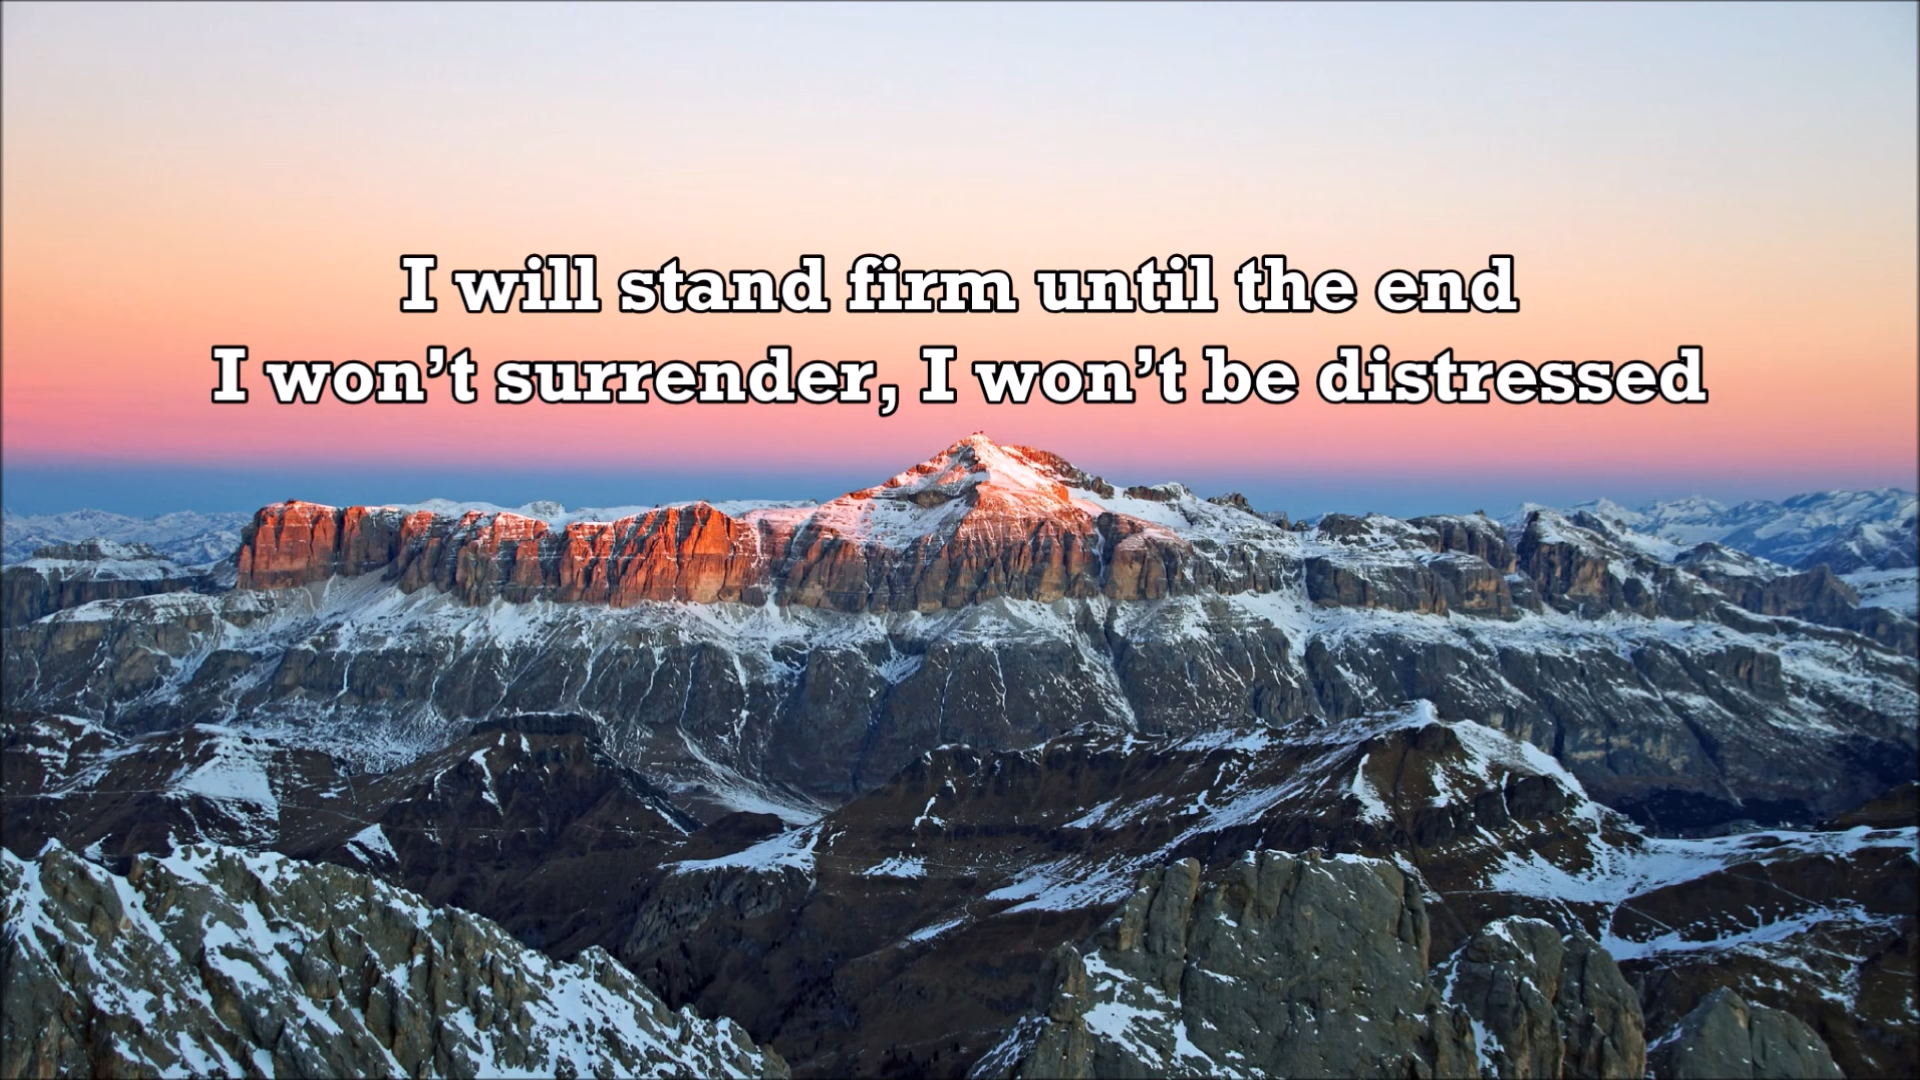 I will stand firm until the end
I won’t surrender, I won’t be distressed